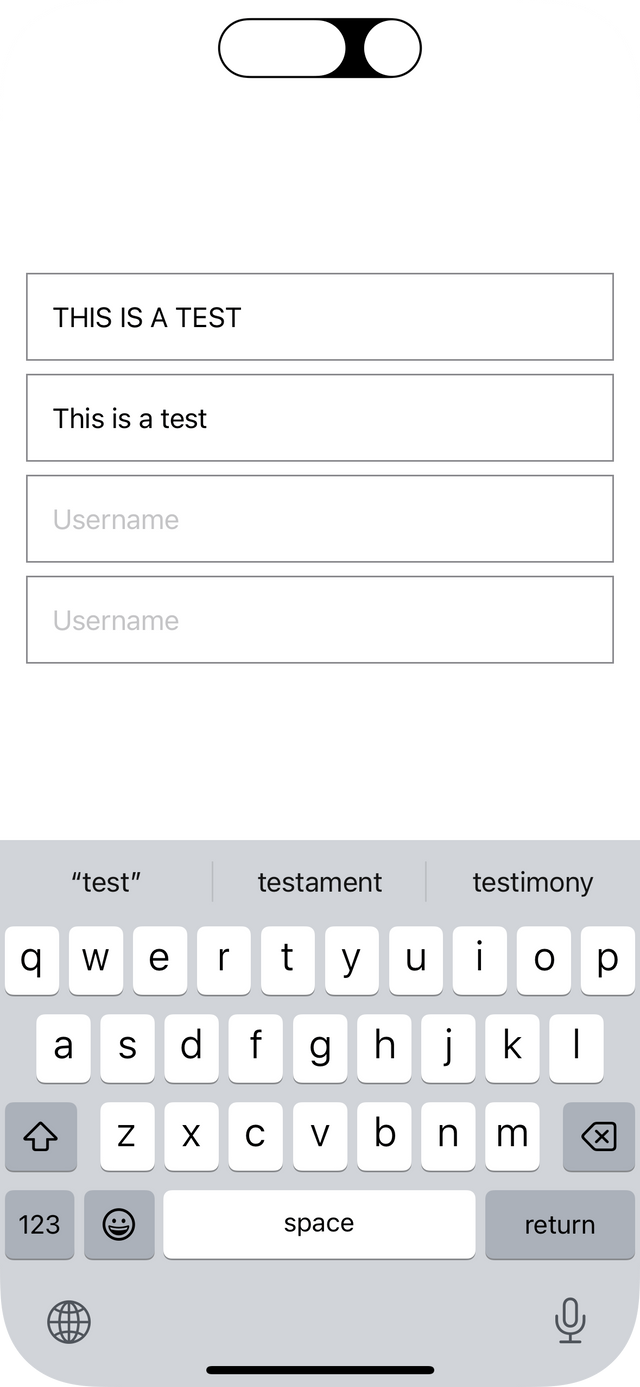 THIS IS A TEST
This is a test
Username
Username
“test” testament testimony
q w e r t y u i o p
a s d f g h j k l
z x c v b n m
123 space return